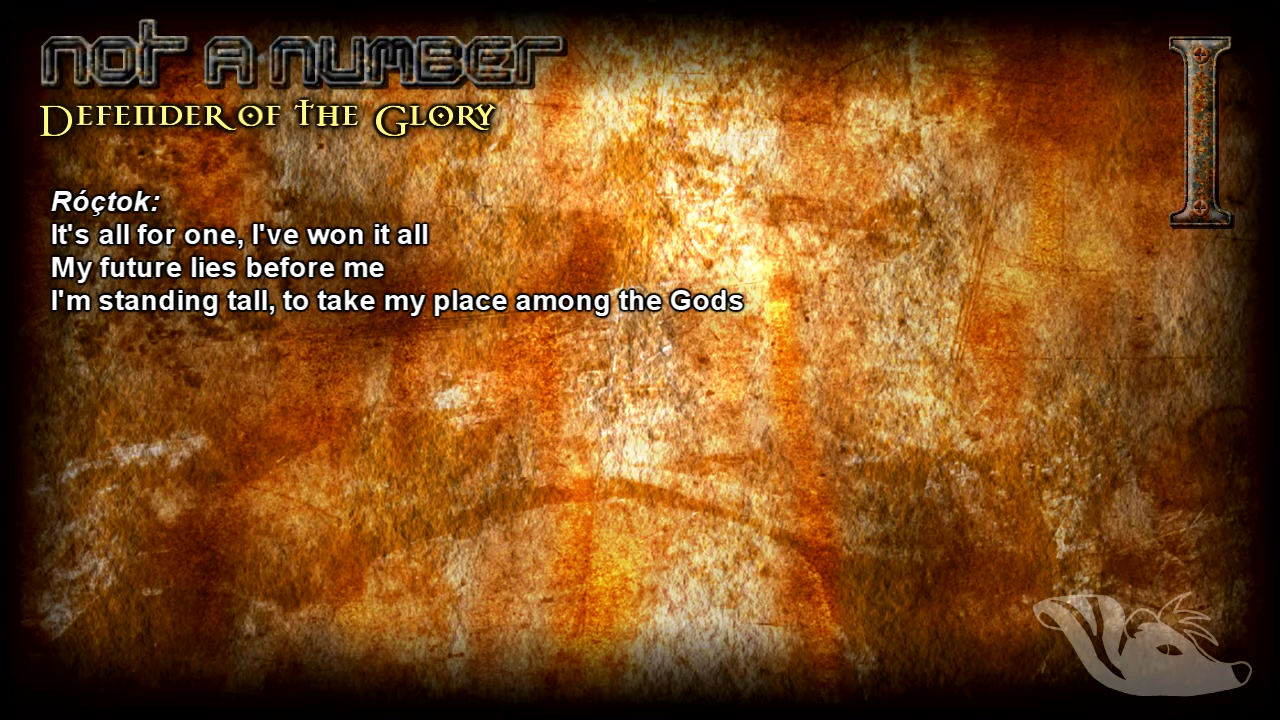 Not a Number
Defender of the Glory
I
Róçtok:
It's all for one, I've won it all
My future lies before me
I'm standing tall, to take my place among the Gods